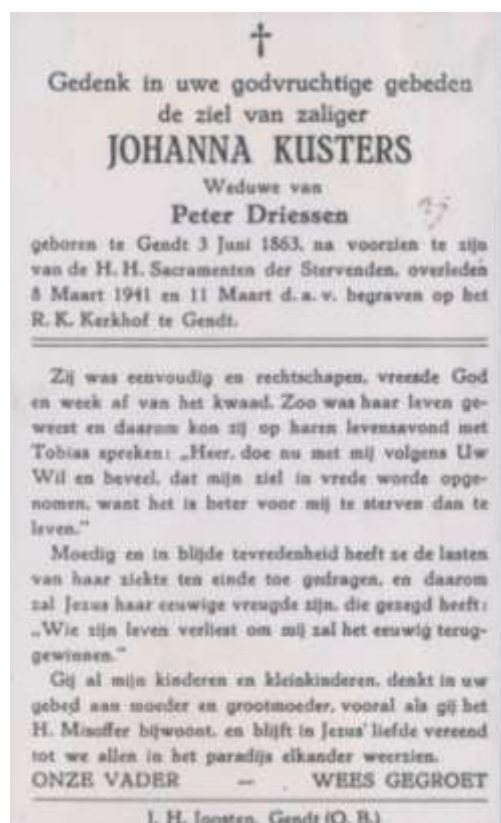 Gedenk in uwe godvruchtige gebeden
de ziel van zaliger
JOHANNA KUSTERS
Weduwe van
Peter Driessen
geboren te Gendt 3 Juni 1863, na voorzien te zijn
van de H. H. Sacramenten der Stervenden, overleden
8 Maart 1941 en 11 Maart d. a. v. begraven op het
R. K. Kerkhof te Gendt.
Zij was eenvoudig en rechtschapen, vreesde God
en week af van het kwaad. Zoo was haar leven ge-
weest en daarom kon zij op haren levensavond met
Tobias spreken: „Heer, doe nu met mij volgens Uw
Wil en beveel, dat mijn ziel in vrede worde opge-
nomen, want het is beter voor mij te sterven dan te
leven."
Moedig en in blijde tevredenheid heeft ze de lasten
van haar ziekte ten einde toe gedragen, en daarom
zal Jezus haar eeuwige vreugde zijn, die gezegd heeft:
„Wie zijn leven verliest om mij zal het eeuwig terug-
gewinnen."
Gij al mijn kinderen en kleinkinderen, denkt in uw
gebed aan moeder en grootmoeder, vooral als gij het
H. Misoffer bijwoont, en blijft in Jezus' liefde vereend
tot we allen in het paradijs elkander weerzien.
ONZE VADER — WEES GEGROET
J. H. Joosten, Gendt (O. B.)